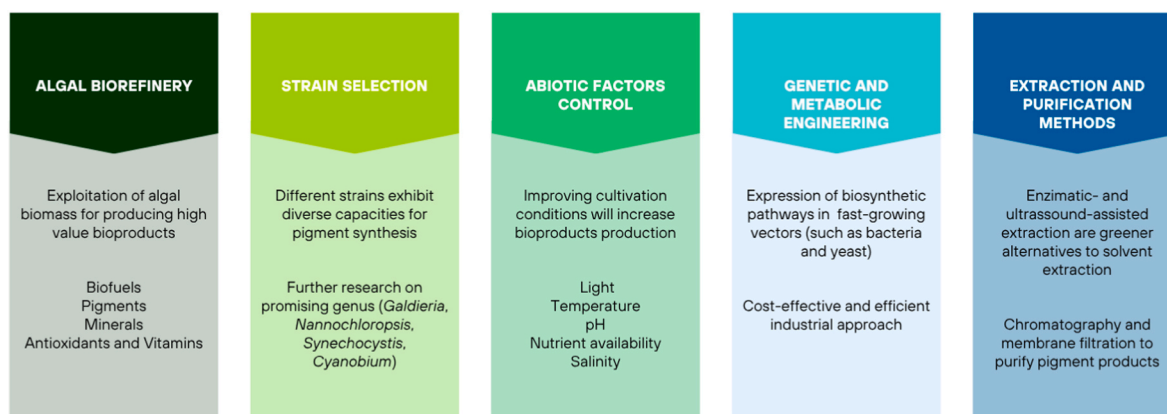 ALGAL BIOREFINERY
Exploitation of algal
biomass for producing high
value bioproducts
Biofuels
Pigments
Minerals
Antioxidants and Vitamins
STRAIN SELECTION
Different strains exhibit
diverse capacities for
pigment synthesis
Further research on
promising genus (Galdieria,
Nannochloropsis,
Synechocystis,
Cyanobium)
ABIOTIC FACTORS
CONTROL
Improving cultivation
conditions will increase
bioproducts production
Light
Temperature
pH
Nutrient availability
Salinity
GENETIC AND
METABOLIC
ENGINEERING
Expression of biosynthetic
pathways in fast-growing
vectors (such as bacteria
and yeast)
Cost-effective and efficient
industrial approach
EXTRACTION AND
PURIFICATION
METHODS
Enzimatic- and
ultrassound-assisted
extraction are greener
alternatives to solvent
extraction
Chromatography and
membrane filtration to
purify pigment products